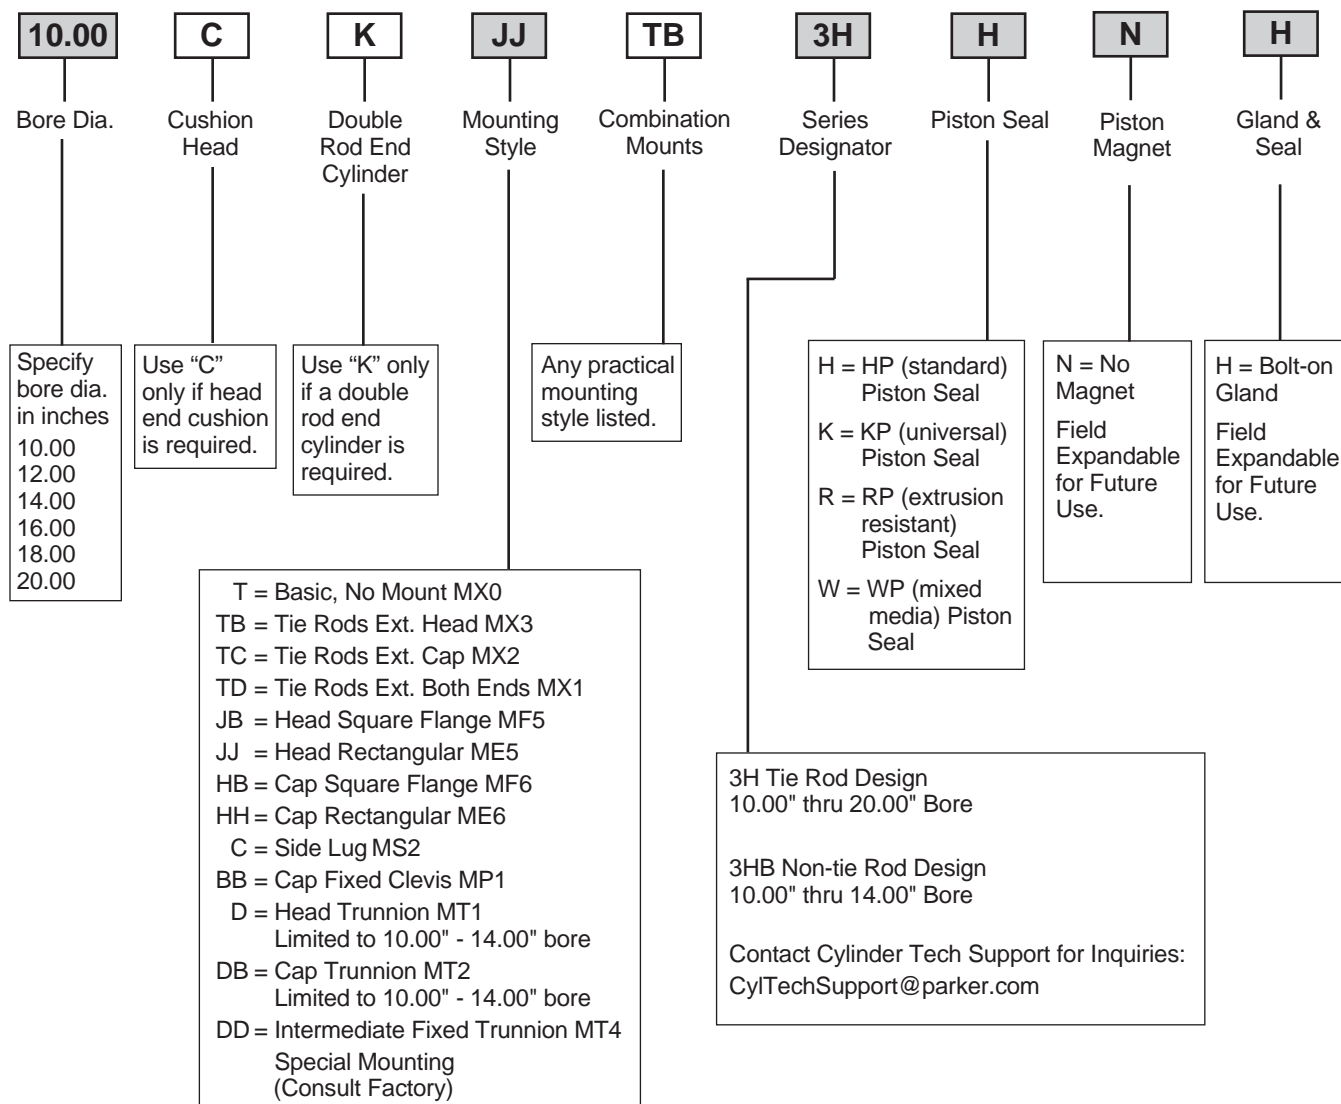 10.00 C K JJ TB 3H H N H
Bore Dia.
Cushion
Head
Double
Rod End
Cylinder
Mounting
Style
Combination
Mounts
Series
Designator
Piston Seal
Piston
Magnet
Gland &
Seal
Specify
bore dia.
in inches
10.00
12.00
14.00
16.00
18.00
20.00
Use “C”
only if head
end cushion
is required.
Use “K” only
if a double
rod end
cylinder is
required.
Any practical
mounting
style listed.
H = HP (standard)
Piston Seal
K = KP (universal)
Piston Seal
R = RP (extrusion
resistant)
Piston Seal
W = WP (mixed
media) Piston
Seal
N = No
Magnet
Field
Expandable
for Future
Use.
H = Bolt-on
Gland
Field
Expandable
for Future
Use.
T = Basic, No Mount MX0
TB = Tie Rods Ext. Head MX3
TC = Tie Rods Ext. Cap MX2
TD = Tie Rods Ext. Both Ends MX1
JB = Head Square Flange MF5
JJ = Head Rectangular ME5
HB = Cap Square Flange MF6
HH = Cap Rectangular ME6
C = Side Lug MS2
BB = Cap Fixed Clevis MP1
D = Head Trunnion MT1
Limited to 10.00" - 14.00" bore
DB = Cap Trunnion MT2
Limited to 10.00" - 14.00" bore
DD = Intermediate Fixed Trunnion MT4
Special Mounting
(Consult Factory)
3H Tie Rod Design
10.00" thru 20.00" Bore
3HB Non-tie Rod Design
10.00" thru 14.00" Bore
Contact Cylinder Tech Support for Inquiries:
CylTechSupport@parker.com